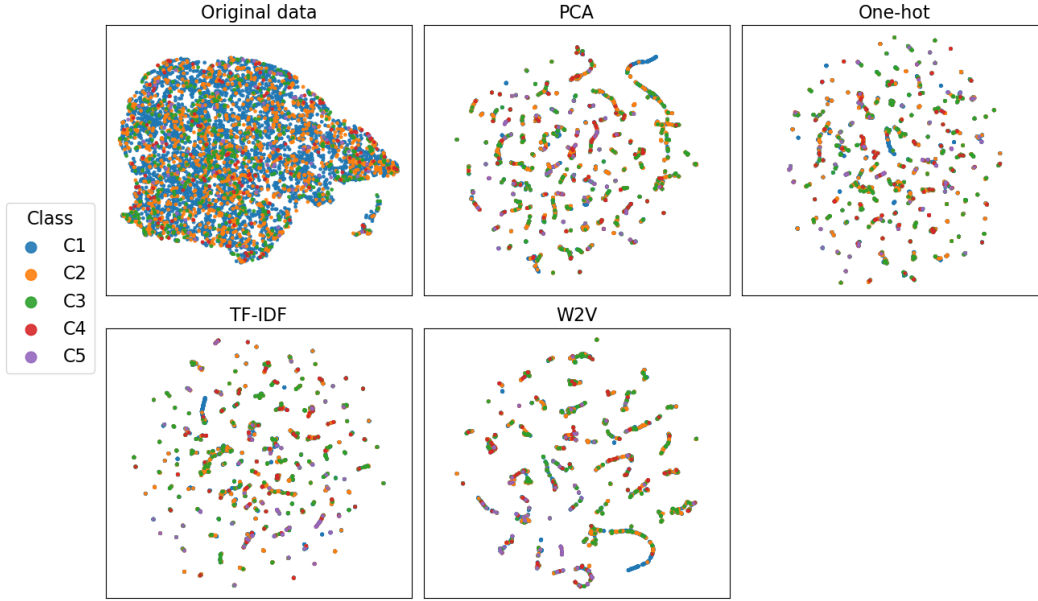 Original data
PCA
One-hot
Class
C1
C2
C3
C4
C5
TF-IDF
W2V